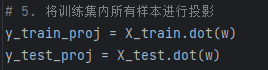 # 5. 将训练集内所有样本进行投影
y_train_proj = X_train.dot(w)
y_test_proj = X_test.dot(w)